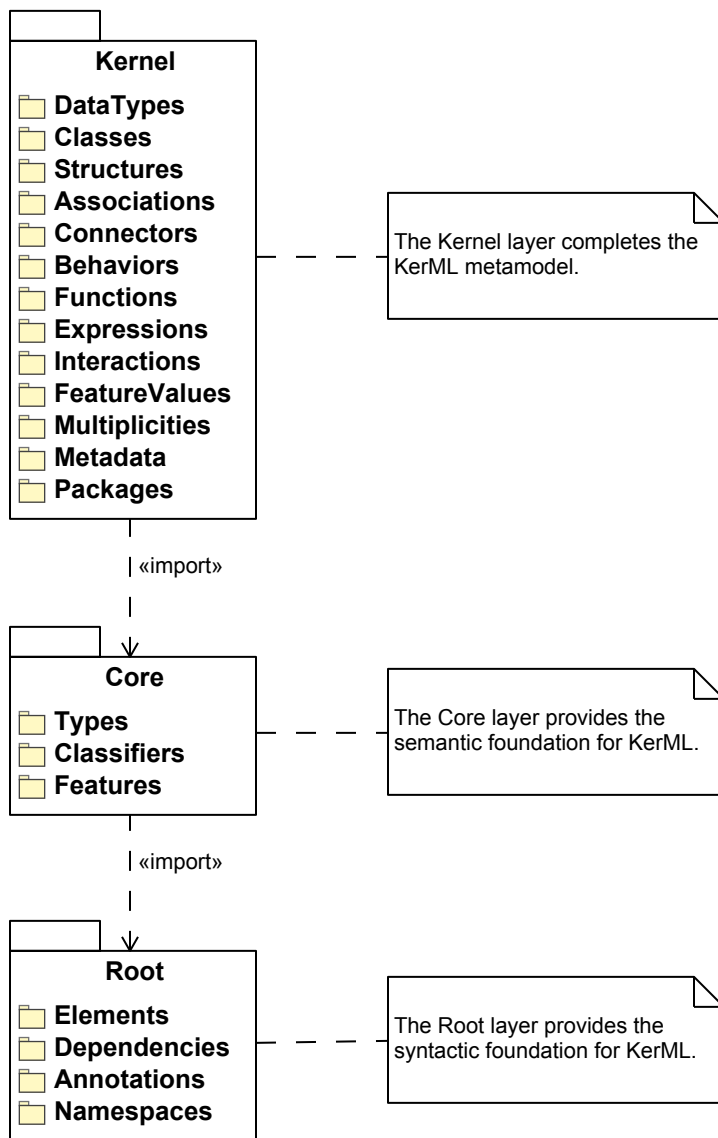 Kernel
DataTypes
Classes
Structures
Associations
Connectors
Behaviors
Functions
Expressions
Interactions
FeatureValues
Multiplicities
Metadata
Packages
The Kernel layer completes the
KerML metamodel.
«import»
Core
Types
Classifiers
Features
The Core layer provides the
semantic foundation for KerML.
«import»
Root
Elements
Dependencies
Annotations
Namespaces
The Root layer provides the
syntactic foundation for KerML.